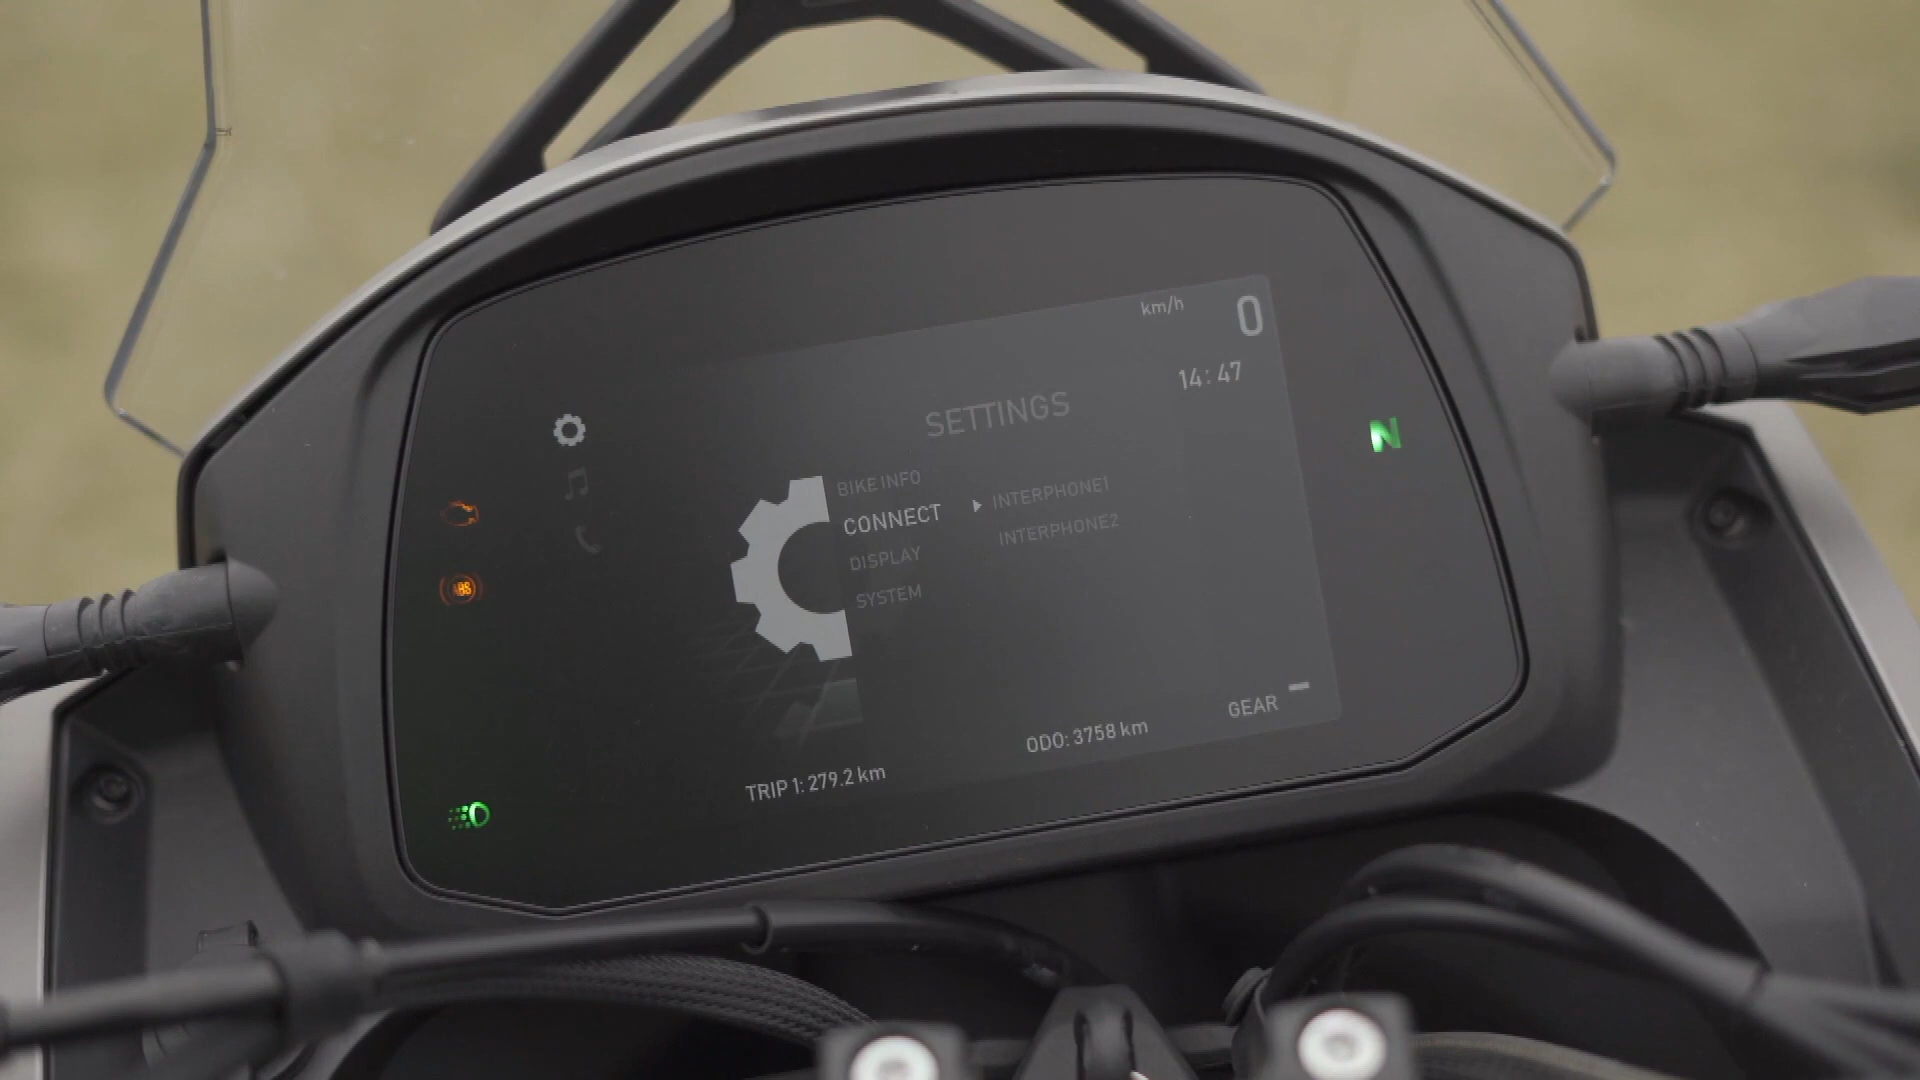 km/h 0
14:47
SETTINGS
N
BIKE INFO
CONNECT
INTERPHONE1
INTERPHONE2
DISPLAY
SYSTEM
ABS
GEAR –
ODO: 3758 km
TRIP 1: 279.2 km